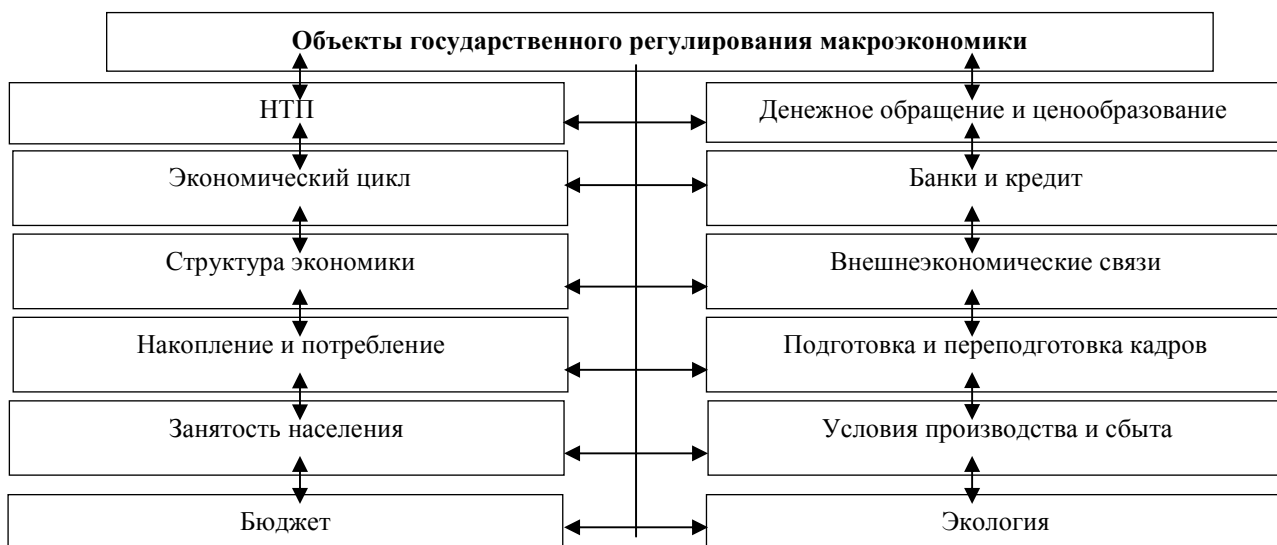 Объекты государственного регулирования макроэкономики
НТП
Денежное обращение и ценообразование
Экономический цикл
Банки и кредит
Структура экономики
Внешнеэкономические связи
Накопление и потребление
Подготовка и переподготовка кадров
Занятость населения
Условия производства и сбыта
Бюджет
Экология